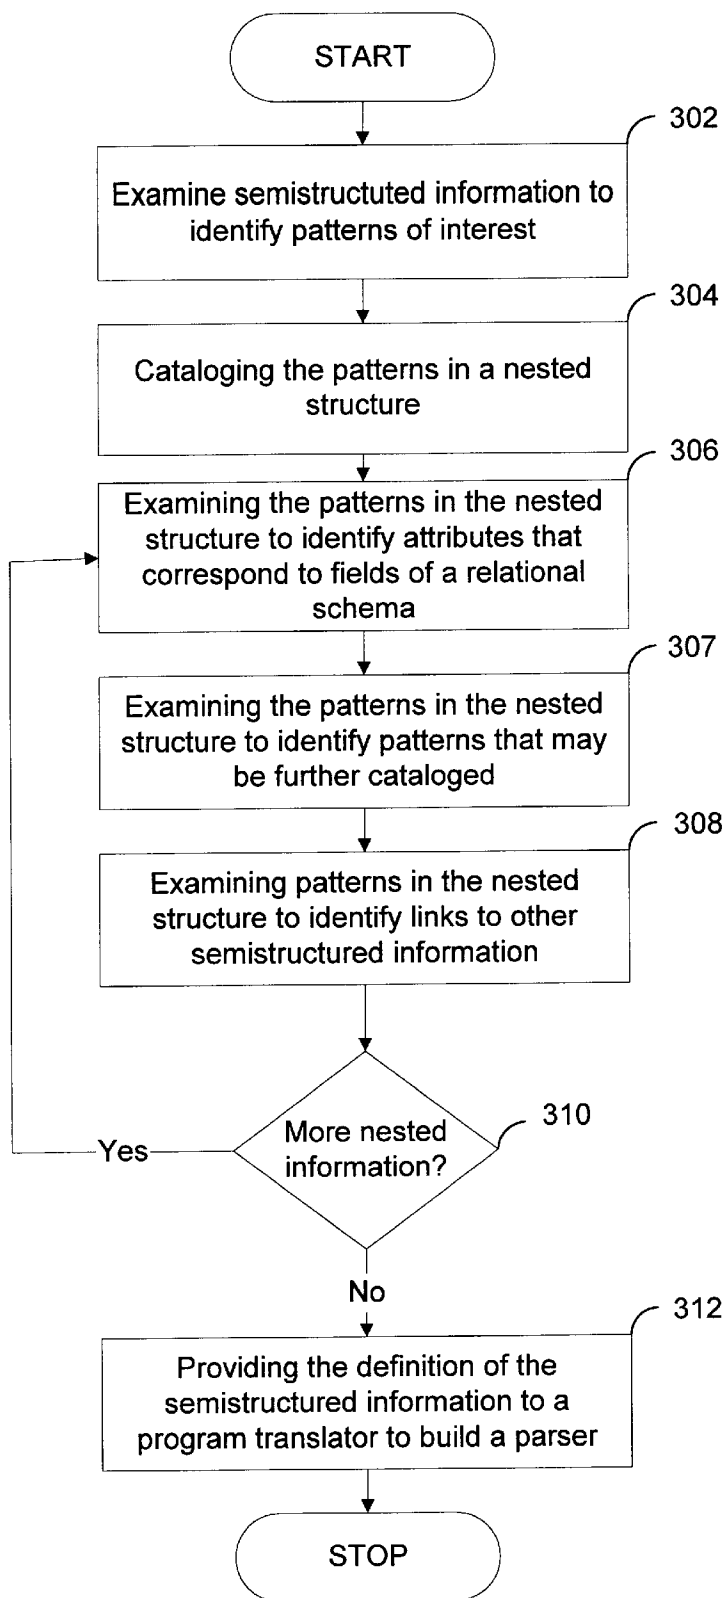 START
302
Examine semistructuted information to
identify patterns of interest
304
Cataloging the patterns in a nested
structure
306
Examining the patterns in the nested
structure to identify attributes that
correspond to fields of a relational
schema
307
Examining the patterns in the nested
structure to identify patterns that may
be further cataloged
308
Examining patterns in the nested
structure to identify links to other
semistructured information
310
More nested
information?
Yes
No
312
Providing the definition of the
semistructured information to a
program translator to build a parser
STOP